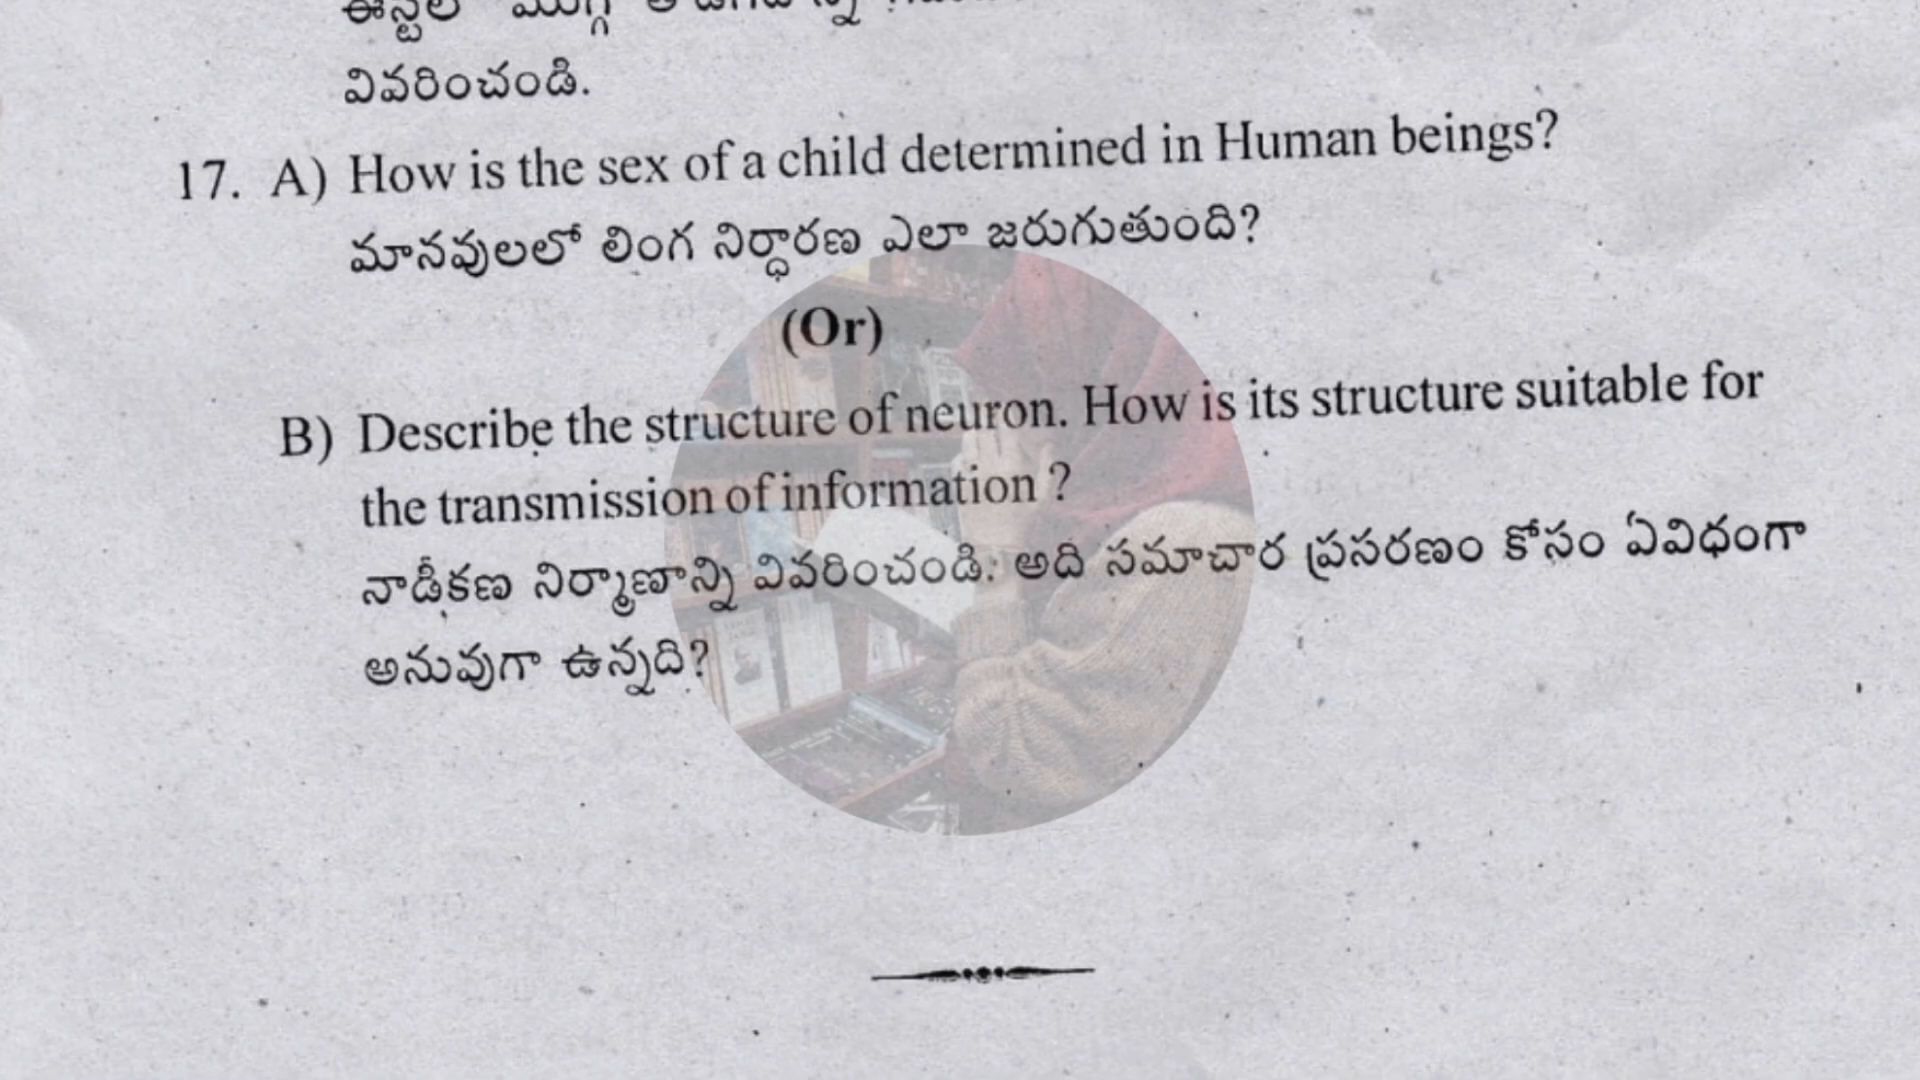 వివరించండి.
17. A) How is the sex of a child determined in Human beings?
మానవులలో లింగ నిర్ధారణ ఎలా జరుగుతుంది?
(Or)
B) Describe the structure of neuron. How is its structure suitable for
the transmission of information ?
నాడీకణ నిర్మాణాన్ని వివరించండి. అది సమాచార ప్రసరణం కోసం ఏవిధంగా
అనువుగా ఉన్నది?